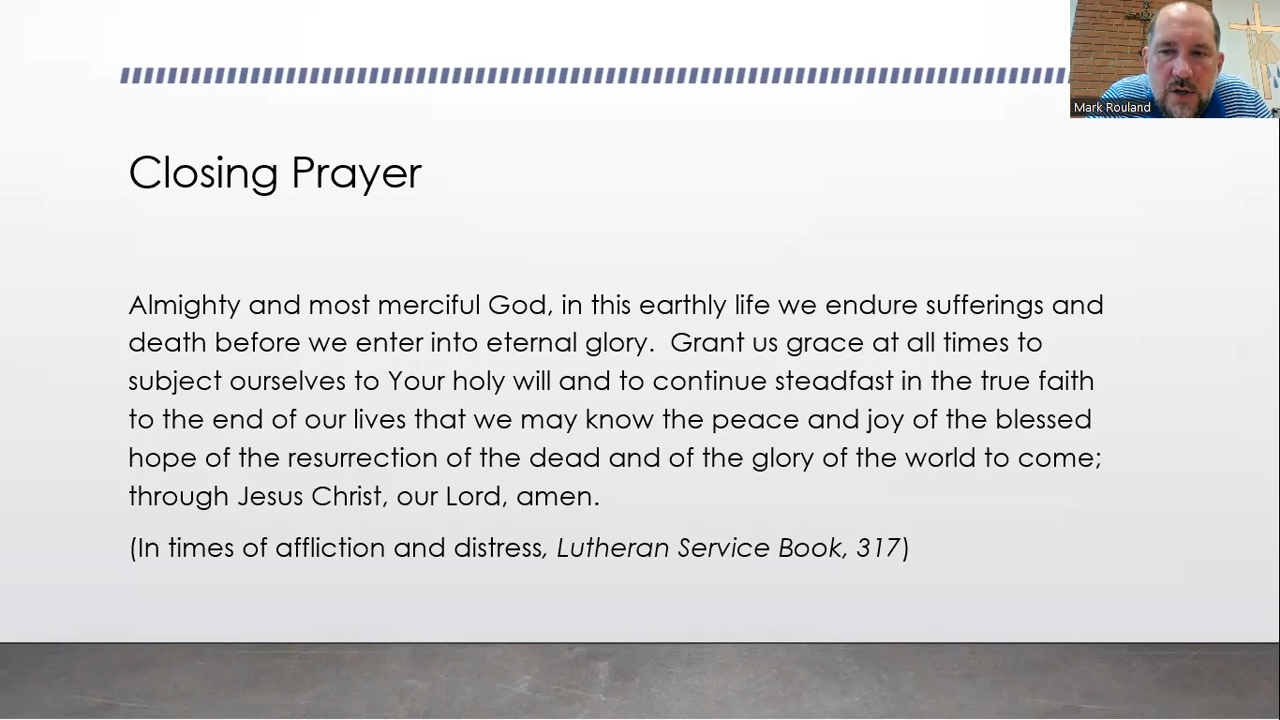 Mark Rouland
Closing Prayer
Almighty and most merciful God, in this earthly life we endure sufferings and
death before we enter into eternal glory.  Grant us grace at all times to
subject ourselves to Your holy will and to continue steadfast in the true faith
to the end of our lives that we may know the peace and joy of the blessed
hope of the resurrection of the dead and of the glory of the world to come;
through Jesus Christ, our Lord, amen.
(In times of affliction and distress, Lutheran Service Book, 317)